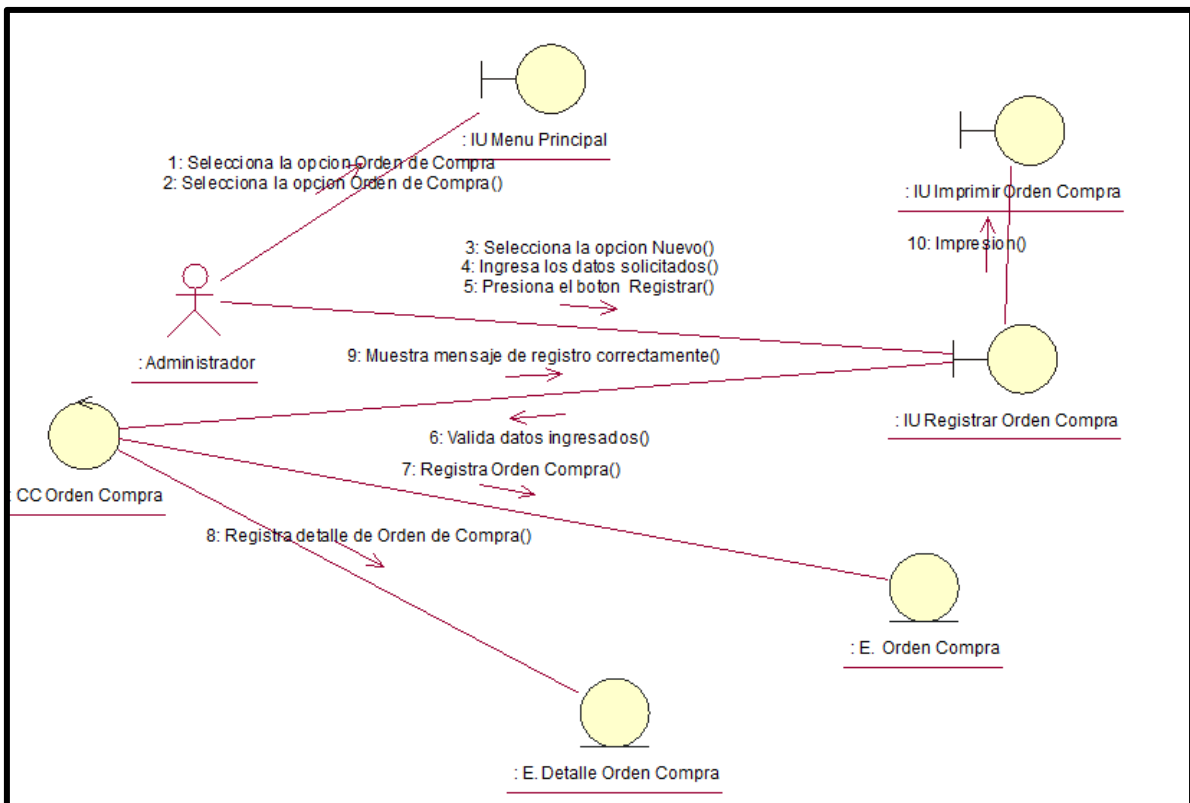 : IU Menu Principal
1: Selecciona la opcion Orden de Compra
2: Selecciona la opcion Orden de Compra()
: IU Imprimir Orden Compra
10: Impresion()
3: Selecciona la opcion Nuevo()
4: Ingresa los datos solicitados()
5: Presiona el boton Registrar()
: Administrador
9: Muestra mensaje de registro correctamente()
: IU Registrar Orden Compra
6: Valida datos ingresados()
7: Registra Orden Compra()
: CC Orden Compra
8: Registra detalle de Orden de Compra()
: E. Orden Compra
: E. Detalle Orden Compra